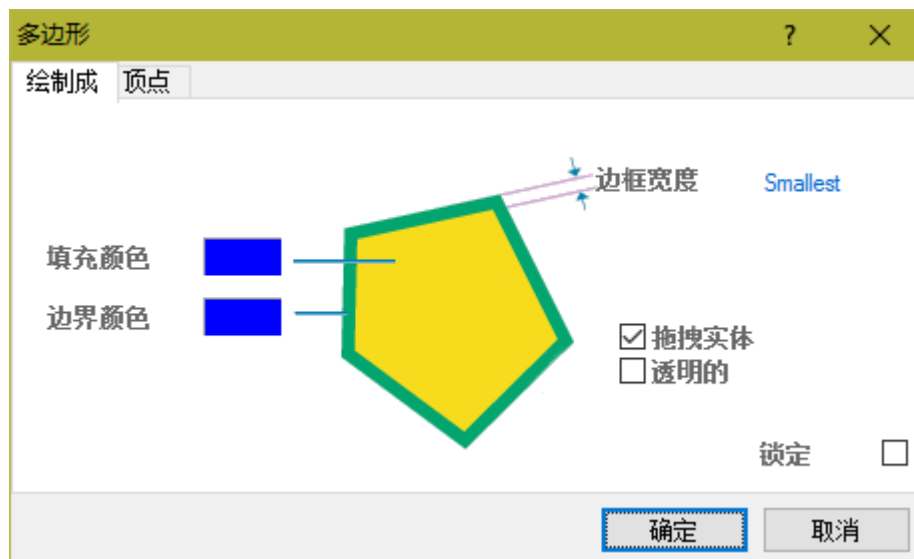 多边形
绘制成 顶点
边框宽度 Smallest
填充颜色
边界颜色
拖拽实体
透明的
锁定
确定 取消